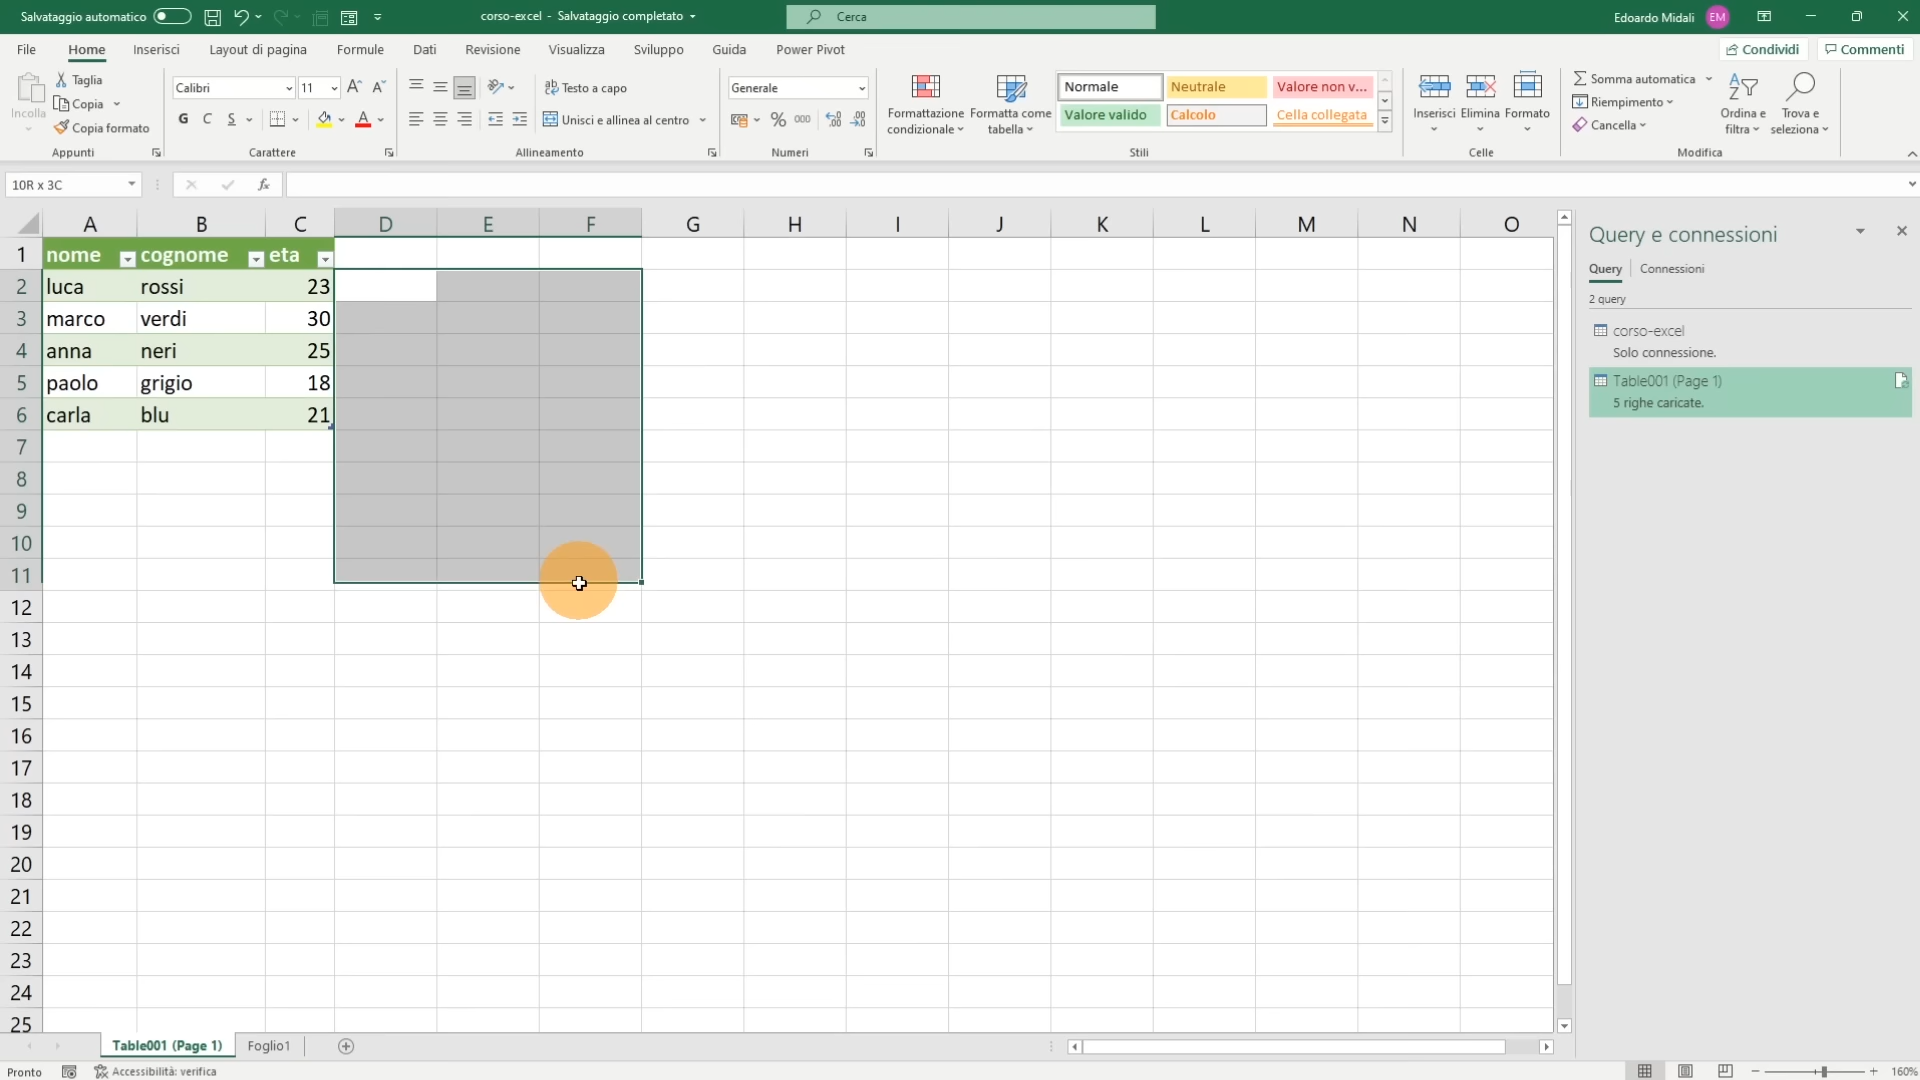 Salvataggio automatico
corso-excel - Salvataggio completato
Cerca
Edoardo Midali
EM
File
Home
Inserisci
Layout di pagina
Formule
Dati
Revisione
Visualizza
Sviluppo
Guida
Power Pivot
Condividi
Commenti
Incolla
Taglia
Copia
Copia formato
Appunti
Calibri
11
G C S
Carattere
Testo a capo
Unisci e allinea al centro
Allineamento
Generale
% 000
Numeri
Formattazione condizionale
Formatta come tabella
Normale
Neutrale
Valore non v...
Valore valido
Calcolo
Cella collegata
Stili
Inserisci
Elimina
Formato
Celle
Somma automatica
Riempimento
Cancella
Ordina e filtra
Trova e seleziona
Modifica
10R x 3C
fx
A B C D E F G H I J K L M N O
1 nome cognome eta
2 luca rossi 23
3 marco verdi 30
4 anna neri 25
5 paolo grigio 18
6 carla blu 21
7
8
9
10
11
12
13
14
15
16
17
18
19
20
21
22
23
24
25
Query e connessioni
Query
Connessioni
2 query
corso-excel
Solo connessione.
Table001 (Page 1)
5 righe caricate.
Table001 (Page 1)
Foglio1
Pronto
Accessibilità: verifica
160%